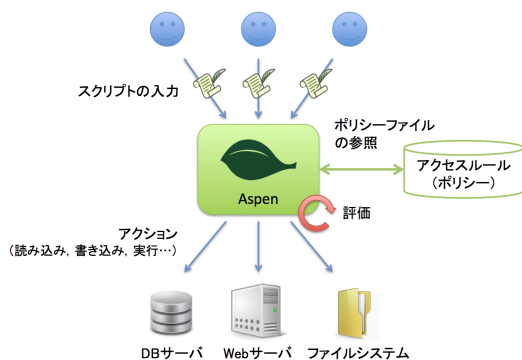 スクリプトの入力
ポリシーファイル
の参照
アクセスルール
(ポリシー)
Aspen
評価
アクション
(読み込み, 書き込み, 実行…)
DBサーバ
Webサーバ
ファイルシステム